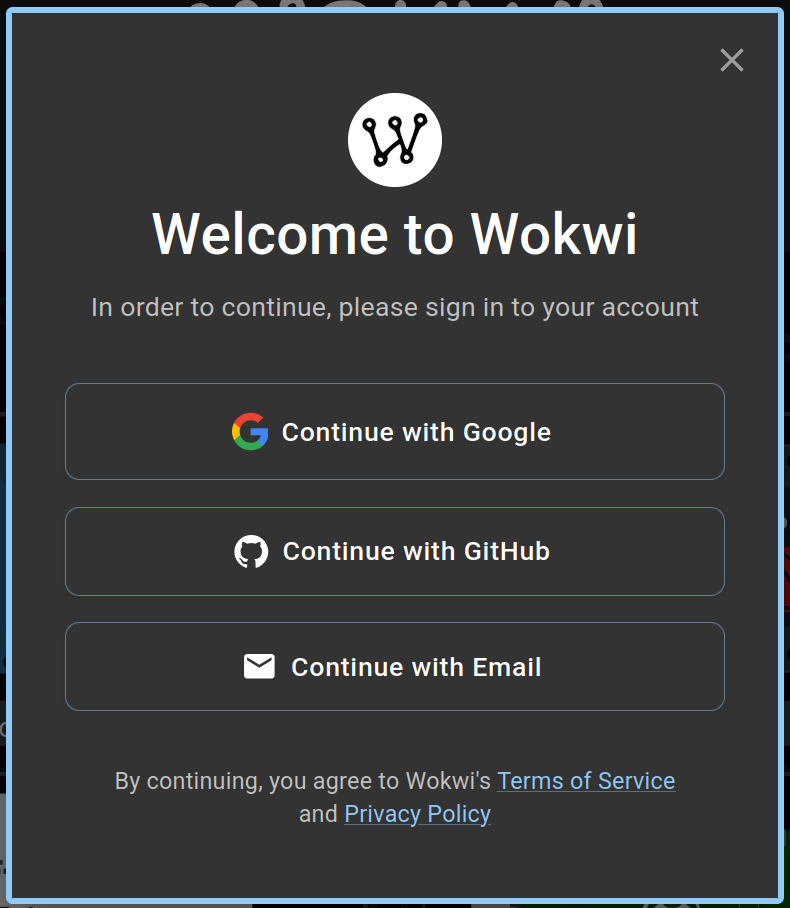 Welcome to Wokwi
In order to continue, please sign in to your account
Continue with Google
Continue with GitHub
Continue with Email
By continuing, you agree to Wokwi's Terms of Service
and Privacy Policy